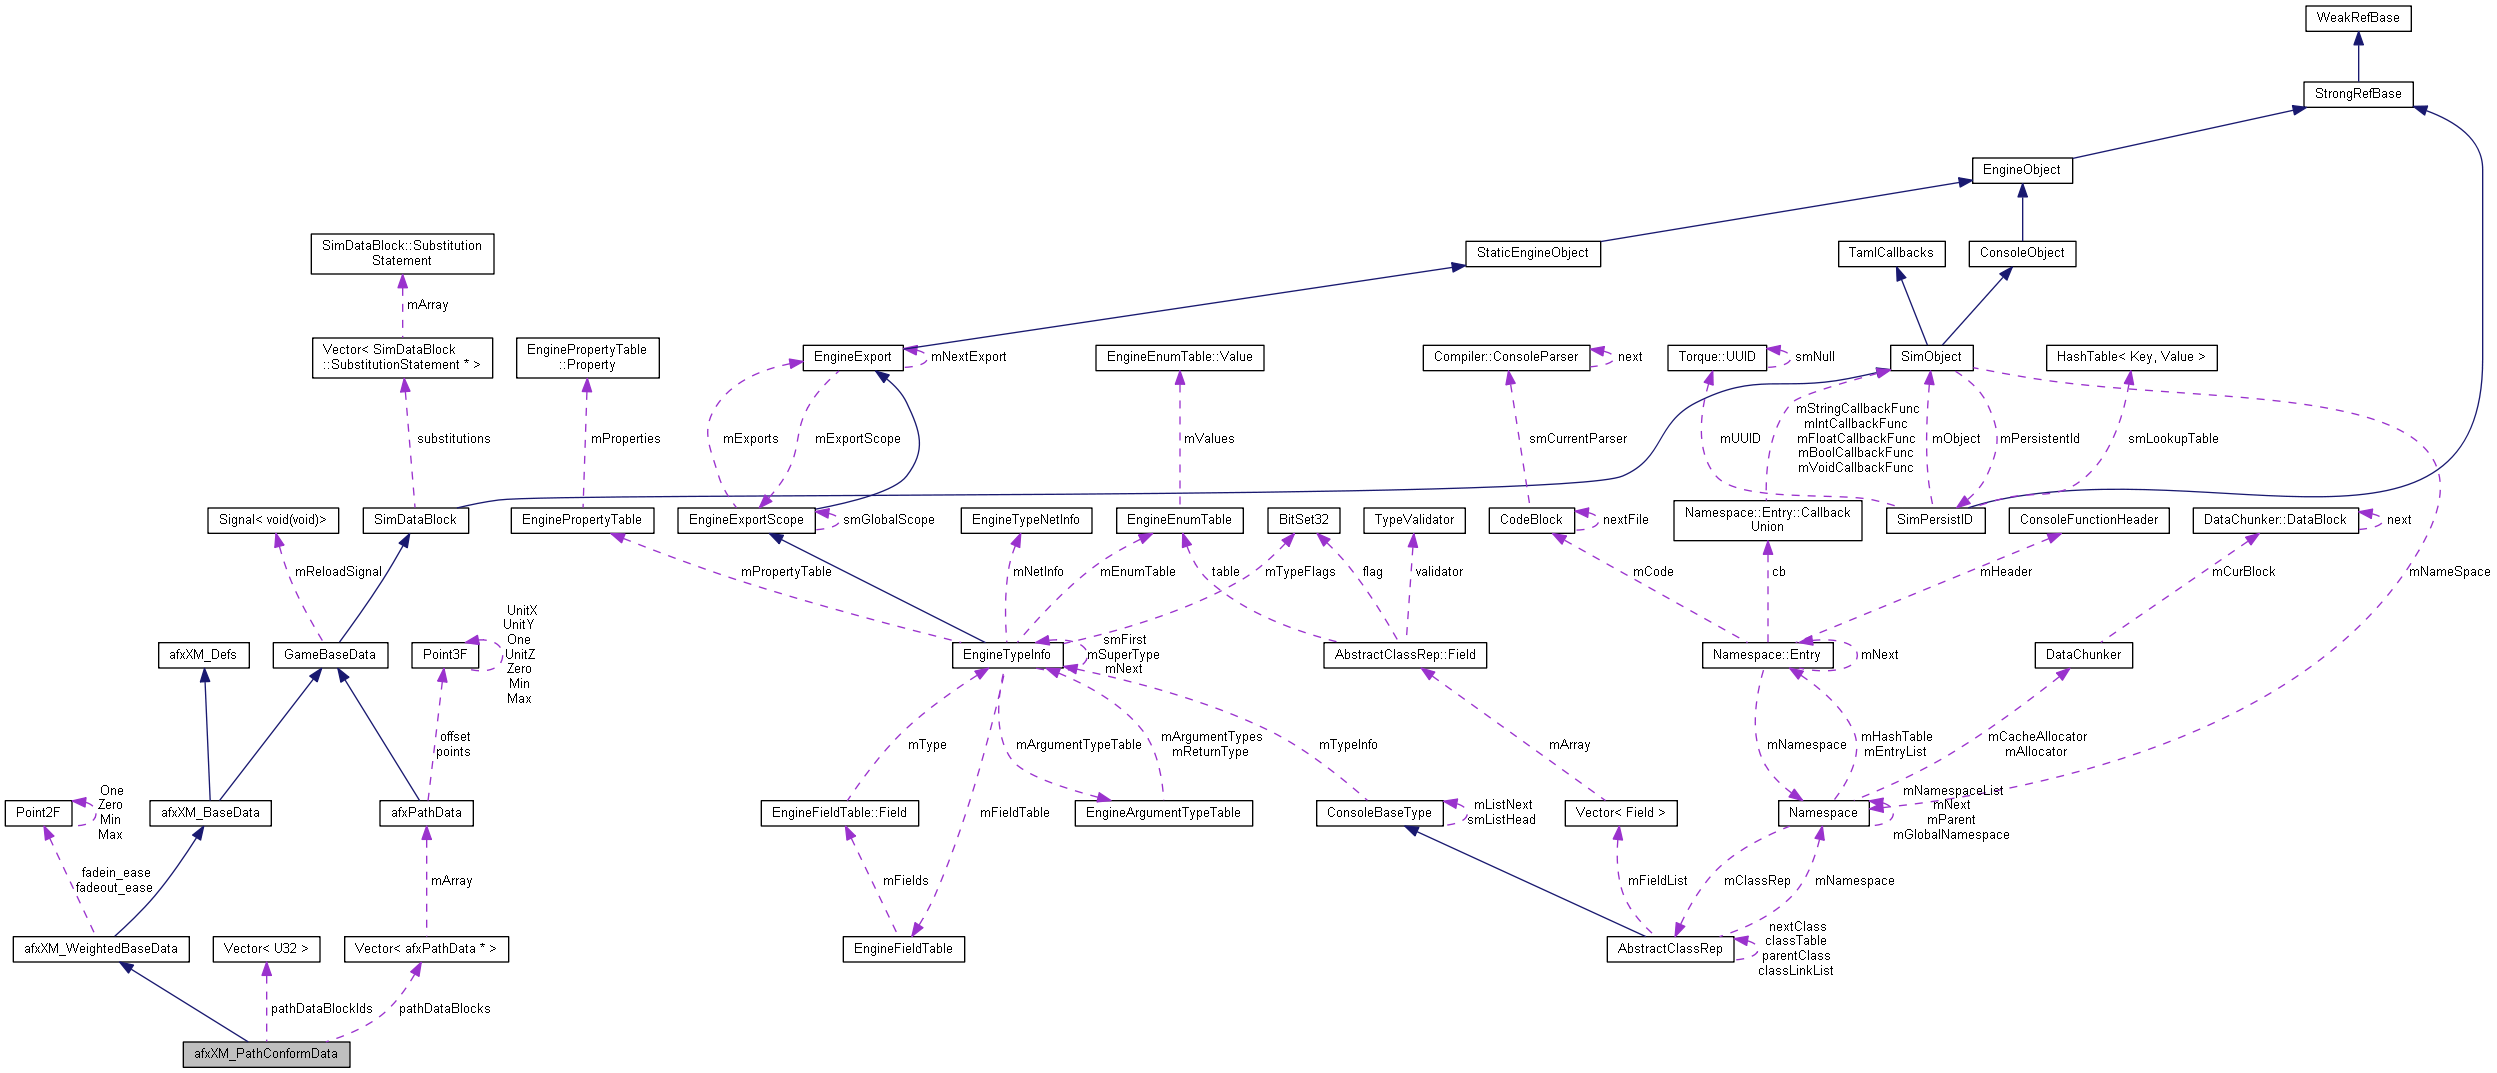 WeakRefBase
StrongRefBase
EngineObject
SimDataBlock::Substitution
Statement
StaticEngineObject
TamlCallbacks
ConsoleObject
mArray
Vector< SimDataBlock
::SubstitutionStatement * >
EnginePropertyTable
::Property
EngineExport
mNextExport
EngineEnumTable::Value
Compiler::ConsoleParser
next
Torque::UUID
smNull
SimObject
HashTable< Key, Value >
substitutions
mProperties
mExports
mExportScope
mValues
smCurrentParser
mUUID
mStringCallbackFunc
mIntCallbackFunc
mFloatCallbackFunc
mBoolCallbackFunc
mVoidCallbackFunc
mObject
mPersistentId
smLookupTable
Signal< void(void)>
SimDataBlock
EnginePropertyTable
EngineExportScope
smGlobalScope
EngineTypeNetInfo
EngineEnumTable
BitSet32
TypeValidator
CodeBlock
nextFile
Namespace::Entry::Callback
Union
SimPersistID
ConsoleFunctionHeader
DataChunker::DataBlock
next
mReloadSignal
mPropertyTable
mNetInfo
mEnumTable
table
mTypeFlags
flag
validator
mCode
cb
mHeader
mCurBlock
mNameSpace
afxXM_Defs
GameBaseData
Point3F
UnitX
UnitY
One
UnitZ
Zero
Min
Max
EngineTypeInfo
smFirst
mSuperType
mNext
AbstractClassRep::Field
Namespace::Entry
mNext
DataChunker
offset
points
mType
mArgumentTypeTable
mArgumentTypes
mReturnType
mTypeInfo
mArray
mNamespace
mHashTable
mEntryList
mCacheAllocator
mAllocator
Point2F
One
Zero
Min
Max
afxXM_BaseData
afxPathData
EngineFieldTable::Field
mFieldTable
EngineArgumentTypeTable
ConsoleBaseType
mListNext
smListHead
Vector< Field >
Namespace
mNamespaceList
mNext
mParent
mGlobalNamespace
fadein_ease
fadeout_ease
mArray
mFields
mFieldList
mClassRep
mNamespace
afxXM_WeightedBaseData
Vector< U32 >
Vector< afxPathData * >
EngineFieldTable
AbstractClassRep
nextClass
classTable
parentClass
classLinkList
pathDataBlockIds
pathDataBlocks
afxXM_PathConformData